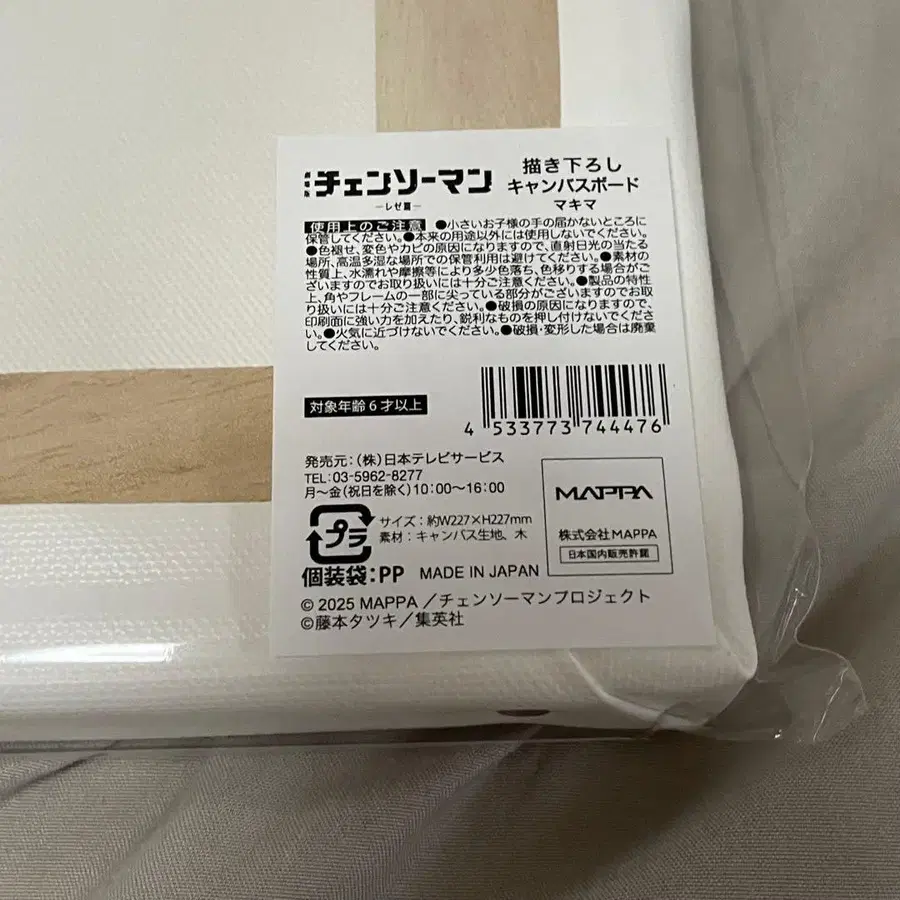 劇場版 チェンソーマン
―レゼ篇―
描き下ろし
キャンバスボード
マキマ
使用上のご注意 ●小さいお子様の手の届かないところに
保管してください。●本来の用途以外には使用しないでください。
●色褪せ、変色やカビの原因になりますので、直射日光の当たる
場所、高温多湿な場所での保管利用は避けてください。●素材の
性質上、水濡れや摩擦等により多少色落ち、色移りする場合がご
ざいますのでお取り扱いには十分ご注意ください。●製品の特性
上、角やフレームの一部に尖っている部分がございますのでお取
り扱いには十分ご注意ください。●破損の原因になりますので、
印刷面に強い力を加えたり、鋭利なものを押し付けないでくださ
い。●火気に近づけないでください。●破損・変形した場合は廃棄
してください。
対象年齢6才以上
4 533773 744476
発売元：(株)日本テレビサービス
TEL：03-5962-8277
月～金(祝日を除く)10：00～16：00
プラ
サイズ：約W227×H227mm
素材：キャンバス生地、木
個装袋：PP MADE IN JAPAN
MAPPA
株式会社MAPPA
日本国内販売許諾
© 2025 MAPPA／チェンソーマンプロジェクト
©藤本タツキ／集英社